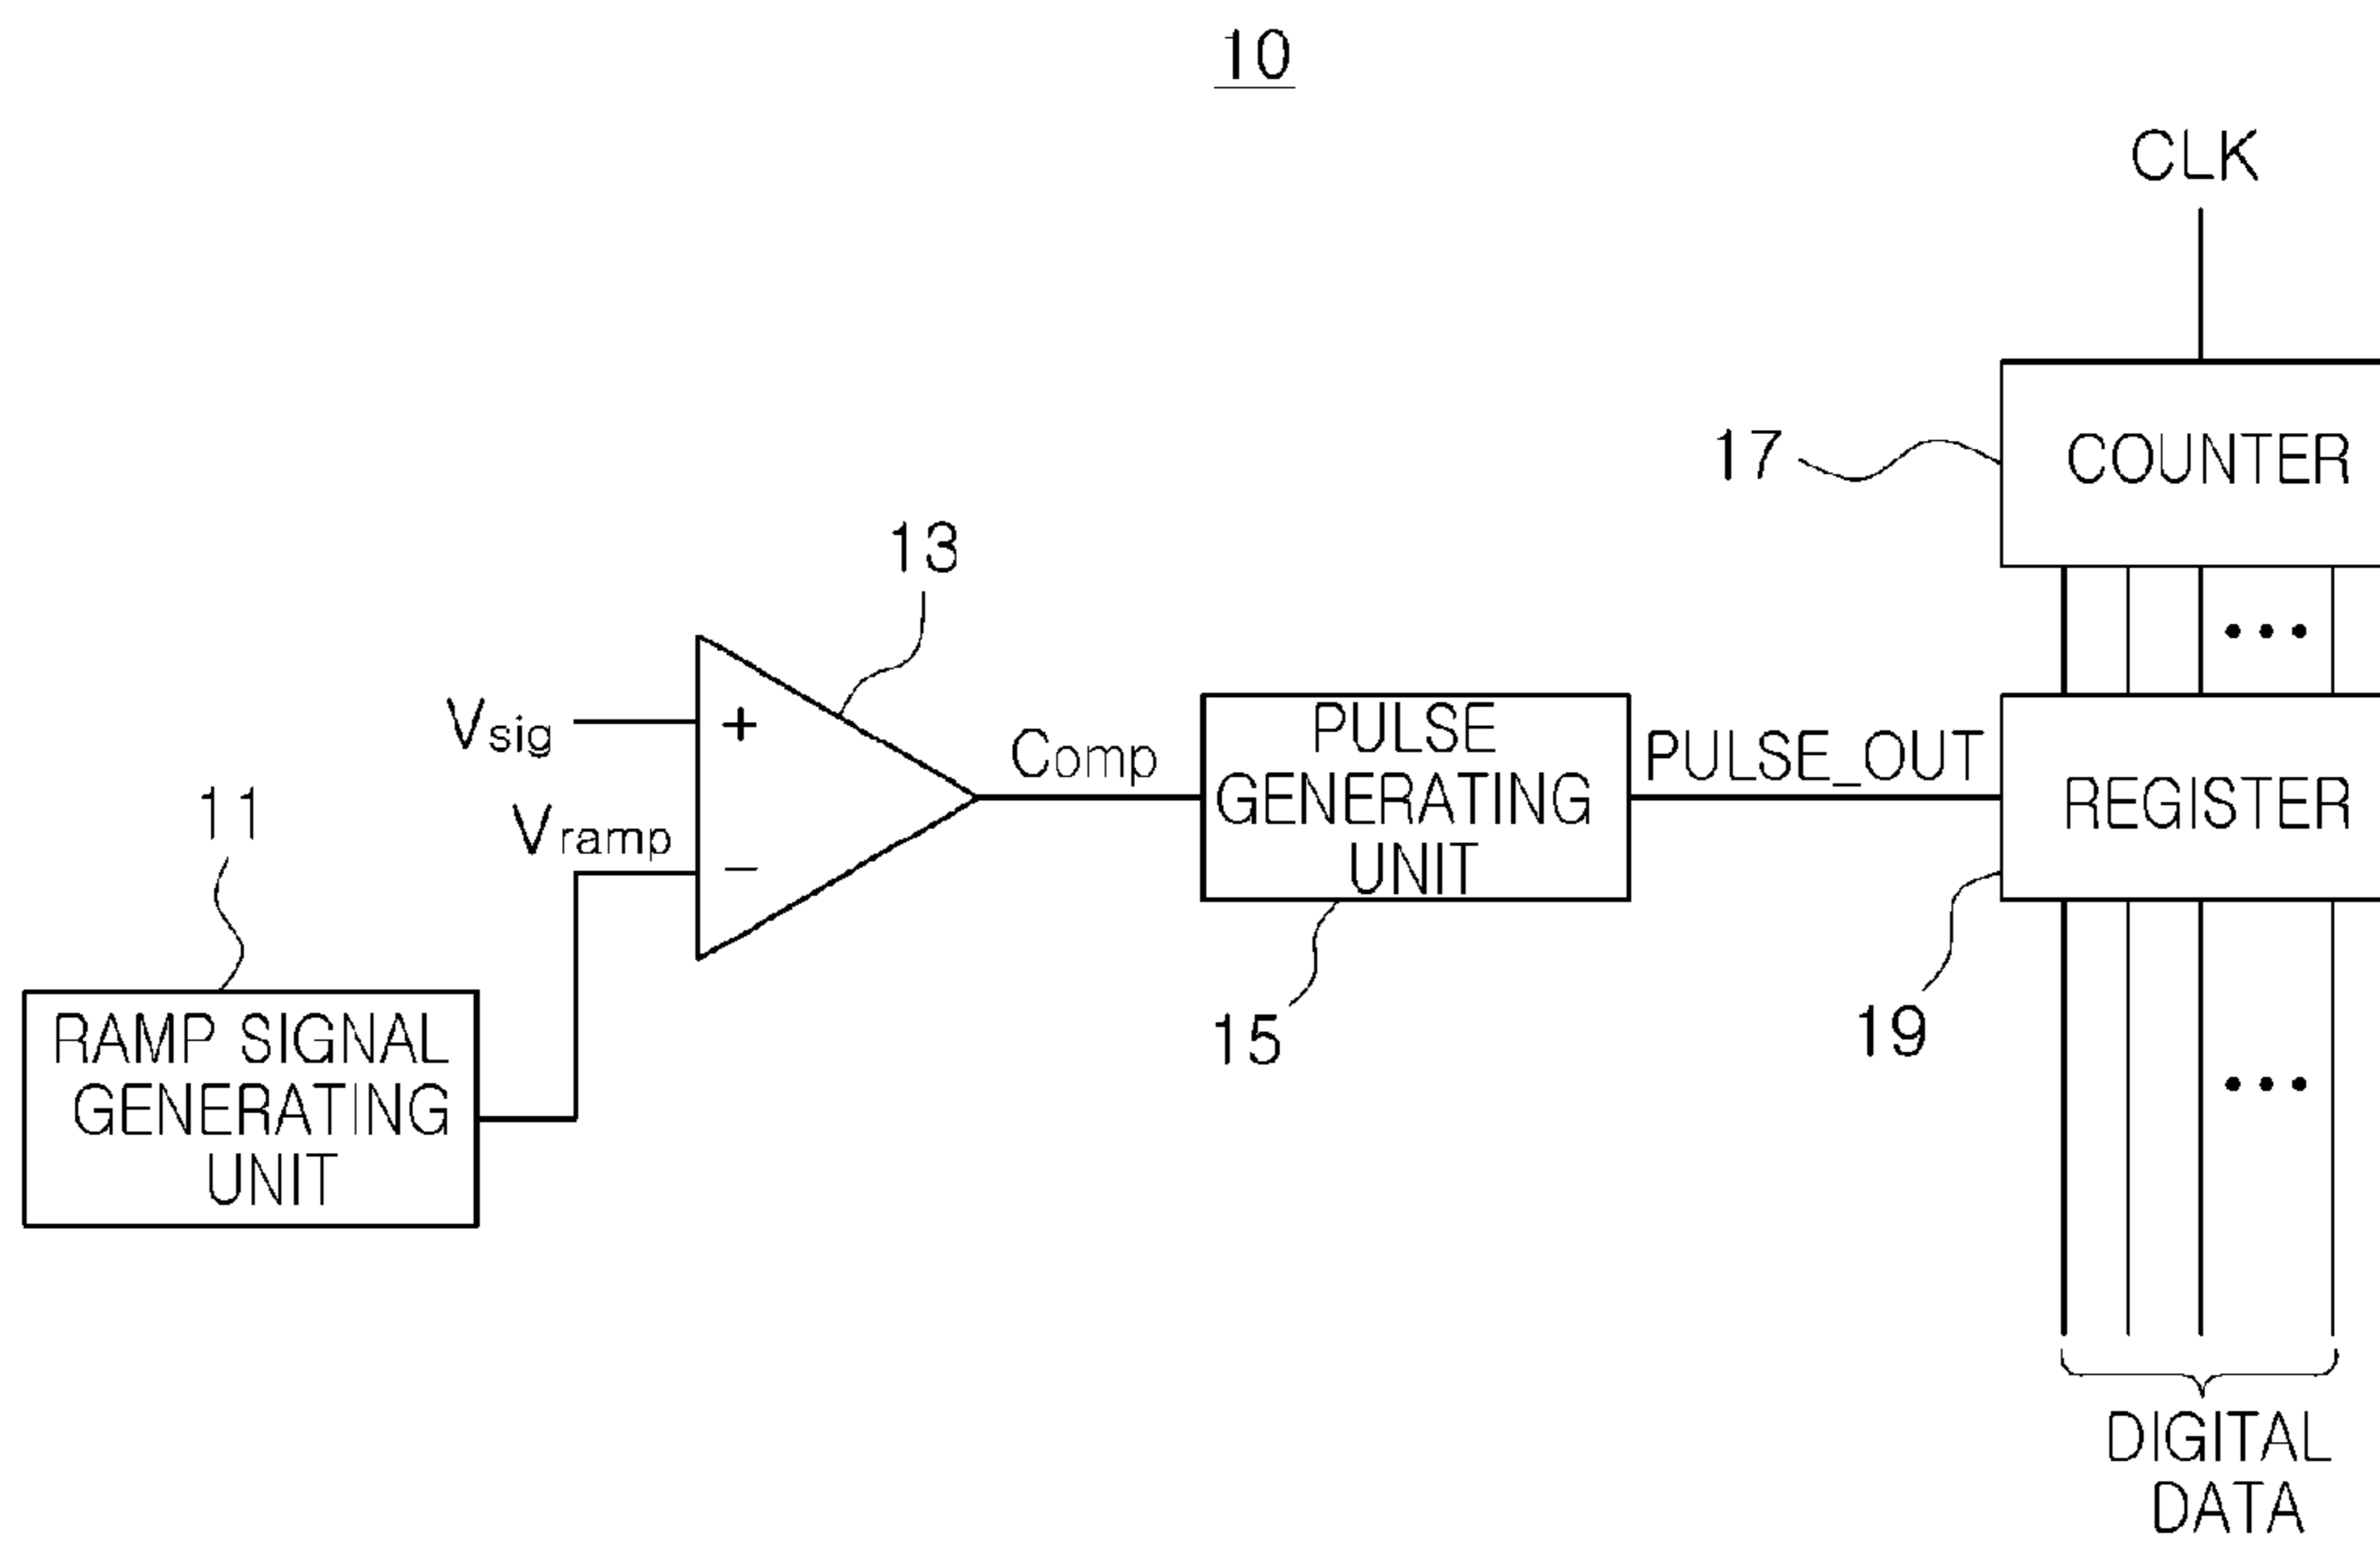 10
CLK
17
COUNTER
13
Vsig
+
Comp
PULSE
GENERATING
UNIT
PULSE_OUT
REGISTER
11
Vramp
−
RAMP SIGNAL
GENERATING
UNIT
15
19
DIGITAL
DATA